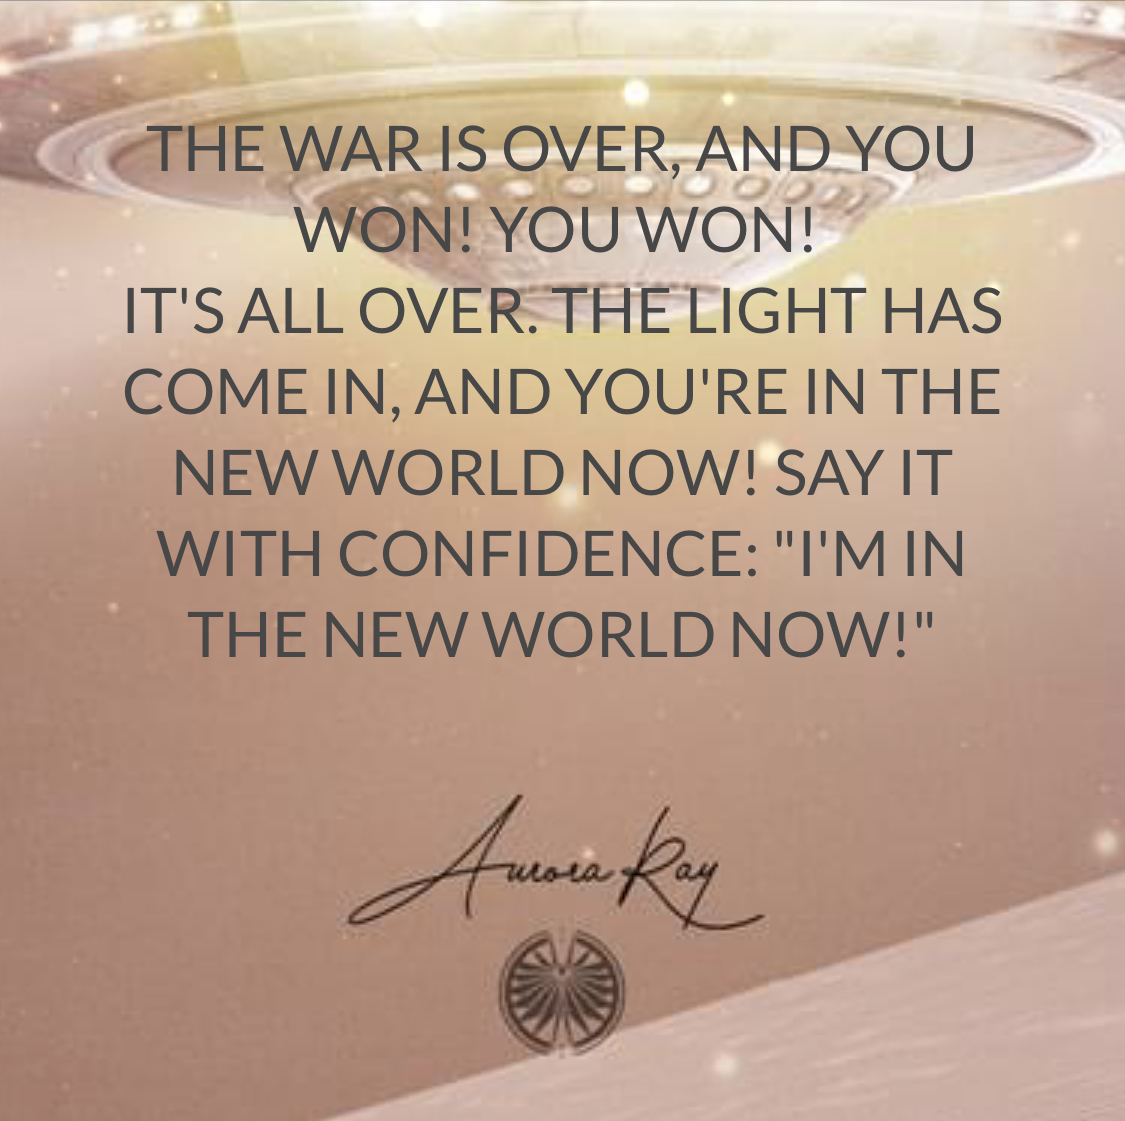 THE WAR IS OVER, AND YOU
WON! YOU WON!
IT'S ALL OVER. THE LIGHT HAS
COME IN, AND YOU'RE IN THE
NEW WORLD NOW! SAY IT
WITH CONFIDENCE: "I'M IN
THE NEW WORLD NOW!"
Aurora Ray